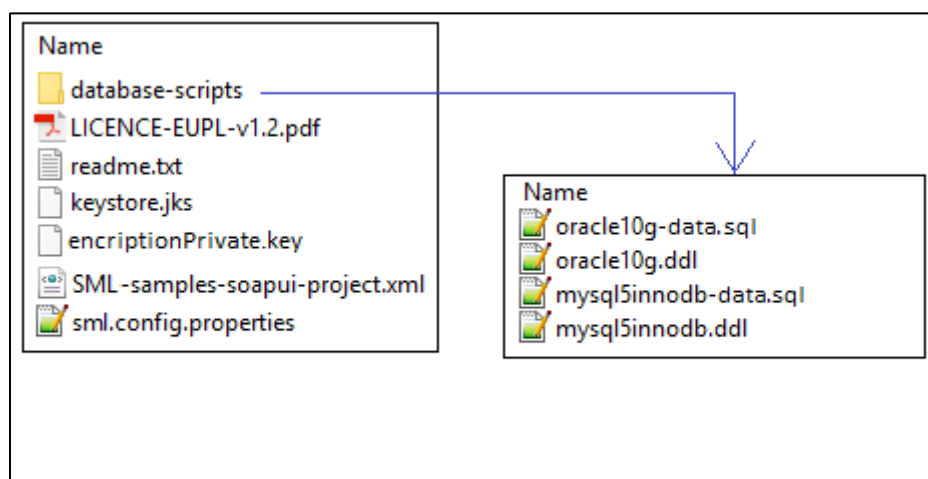 Name
database-scripts
LICENCE-EUPL-v1.2.pdf
readme.txt
keystore.jks
encriptionPrivate.key
SML-samples-soapui-project.xml
sml.config.properties
Name
oracle10g-data.sql
oracle10g.ddl
mysql5innodb-data.sql
mysql5innodb.ddl